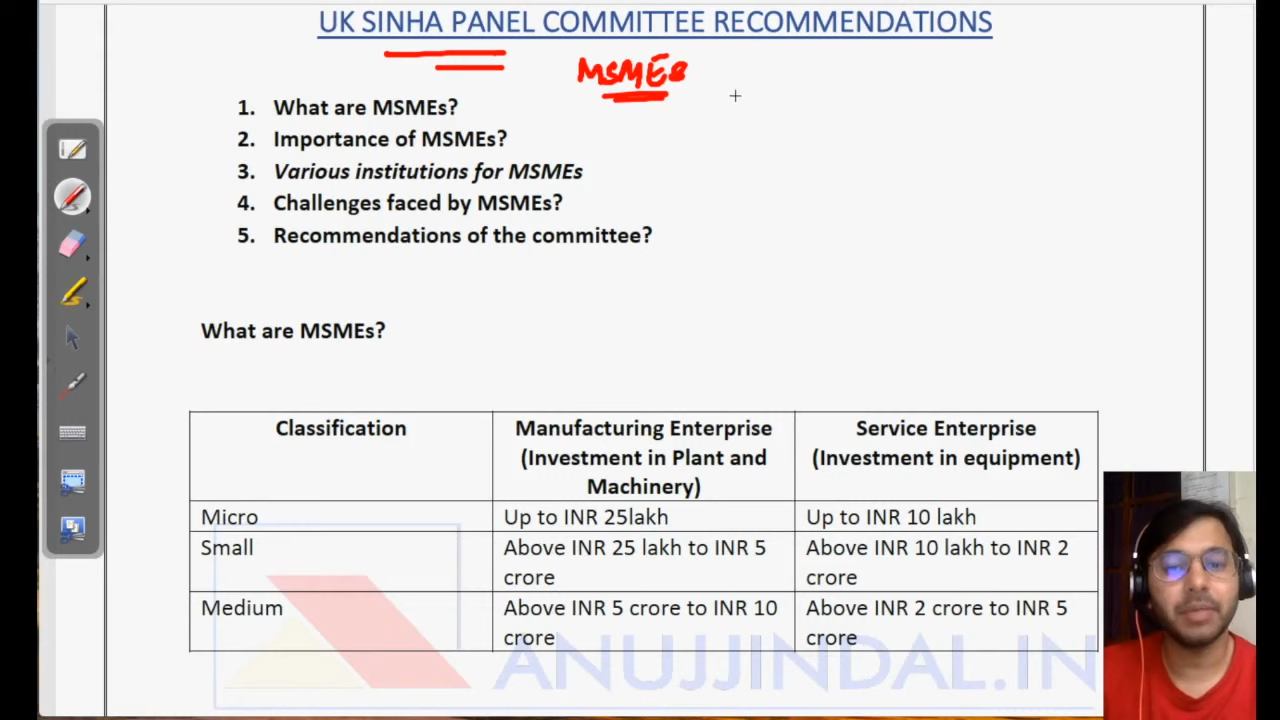 UK SINHA PANEL COMMITTEE RECOMMENDATIONS
MSMEs
1. What are MSMEs?
2. Importance of MSMEs?
3. Various institutions for MSMEs
4. Challenges faced by MSMEs?
5. Recommendations of the committee?
What are MSMEs?
Classification
Manufacturing Enterprise
(Investment in Plant and
Machinery)
Service Enterprise
(Investment in equipment)
Micro
Up to INR 25lakh
Up to INR 10 lakh
Small
Above INR 25 lakh to INR 5
crore
Above INR 10 lakh to INR 2
crore
Medium
Above INR 5 crore to INR 10
crore
Above INR 2 crore to INR 5
crore
ANUJJINDAL.IN